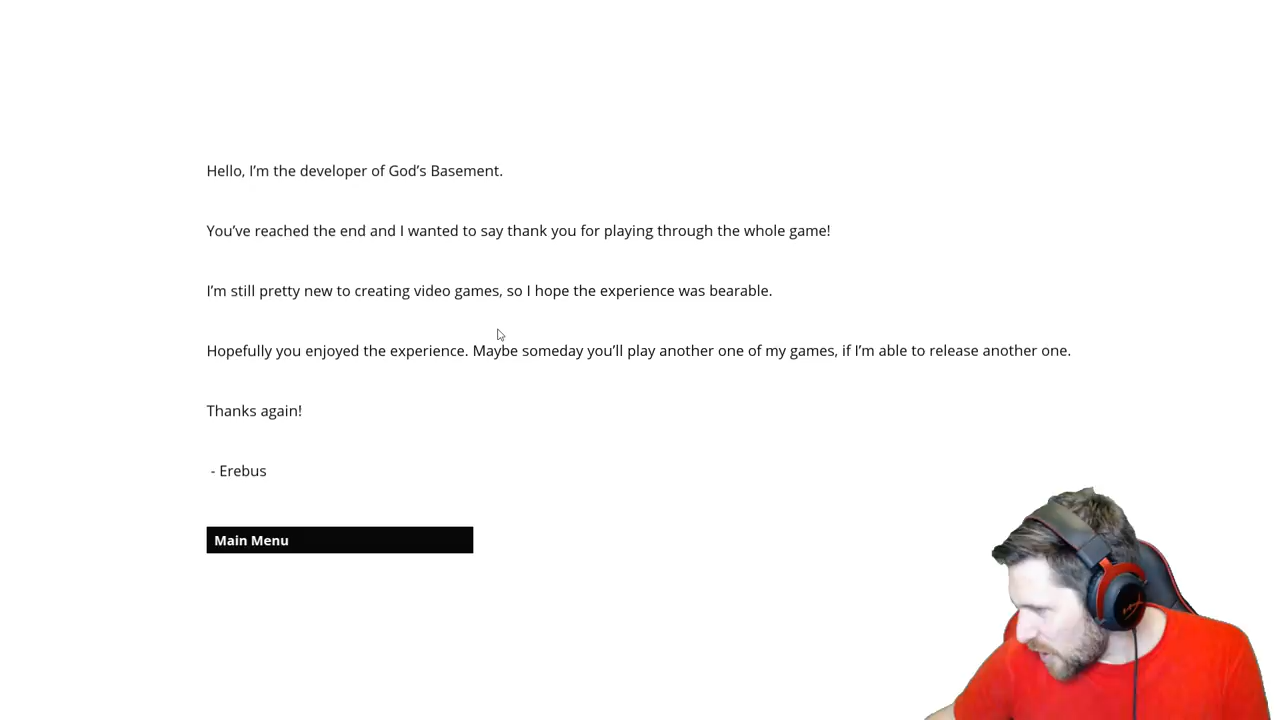 Hello, I’m the developer of God’s Basement.
You’ve reached the end and I wanted to say thank you for playing through the whole game!
I’m still pretty new to creating video games, so I hope the experience was bearable.
Hopefully you enjoyed the experience. Maybe someday you’ll play another one of my games, if I’m able to release another one.
Thanks again!
- Erebus
Main Menu